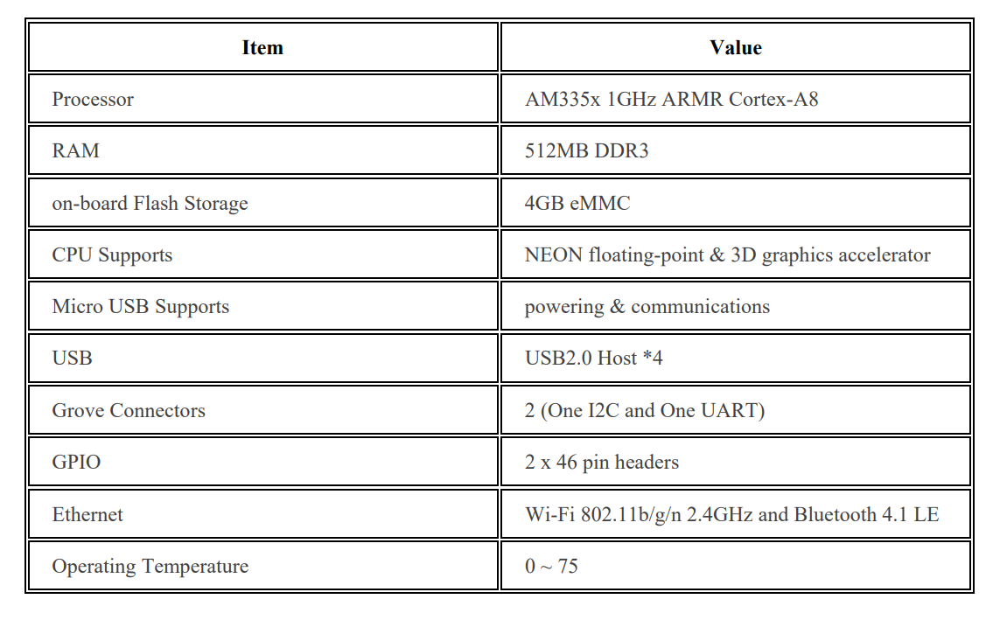 Item Value
Processor AM335x 1GHz ARMR Cortex-A8
RAM 512MB DDR3
on-board Flash Storage 4GB eMMC
CPU Supports NEON floating-point & 3D graphics accelerator
Micro USB Supports powering & communications
USB USB2.0 Host *4
Grove Connectors 2 (One I2C and One UART)
GPIO 2 x 46 pin headers
Ethernet Wi-Fi 802.11b/g/n 2.4GHz and Bluetooth 4.1 LE
Operating Temperature 0 ~ 75